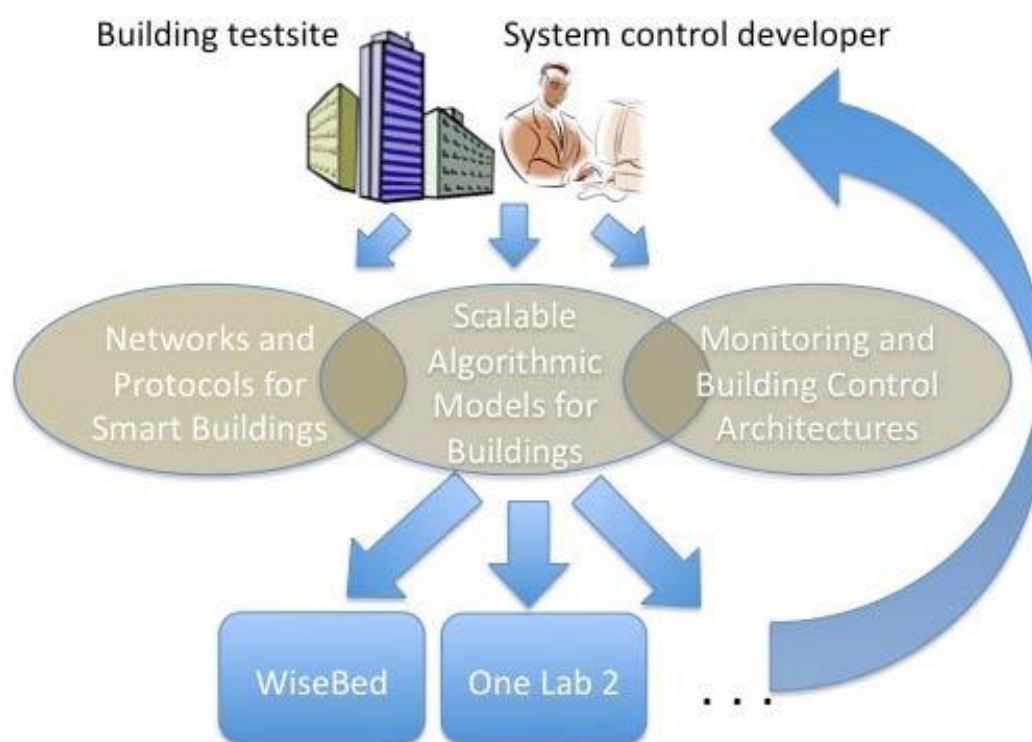 Building testsite
System control developer
Networks and
Protocols for
Smart Buildings
Scalable
Algorithmic
Models for
Buildings
Monitoring and
Building Control
Architectures
WiseBed
One Lab 2
. . .